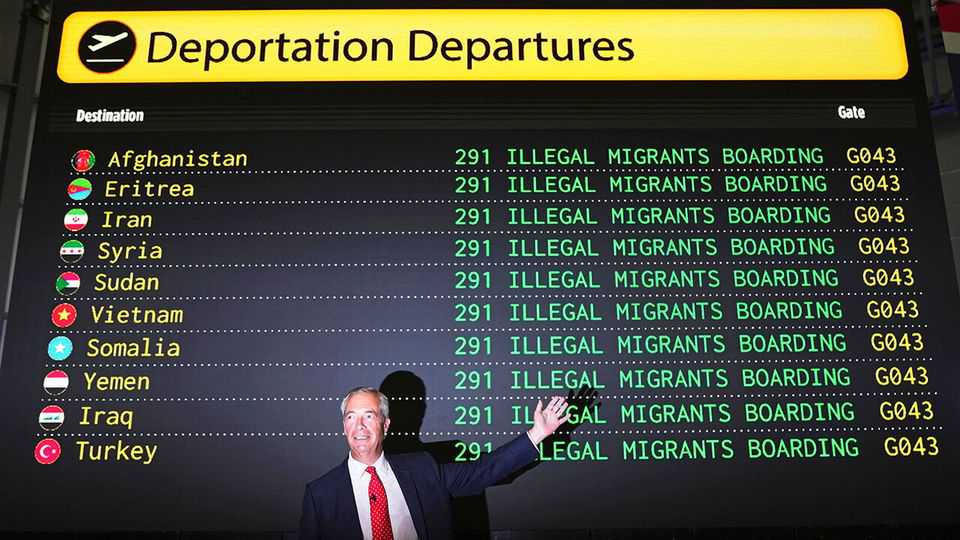 Deportation Departures
Destination Gate
Afghanistan 291 ILLEGAL MIGRANTS BOARDING G043
Eritrea 291 ILLEGAL MIGRANTS BOARDING G043
Iran 291 ILLEGAL MIGRANTS BOARDING G043
Syria 291 ILLEGAL MIGRANTS BOARDING G043
Sudan 291 ILLEGAL MIGRANTS BOARDING G043
Vietnam 291 ILLEGAL MIGRANTS BOARDING G043
Somalia 291 ILLEGAL MIGRANTS BOARDING G043
Yemen 291 ILLEGAL MIGRANTS BOARDING G043
Iraq 291 ILLEGAL MIGRANTS BOARDING G043
Turkey 291 ILLEGAL MIGRANTS BOARDING G043